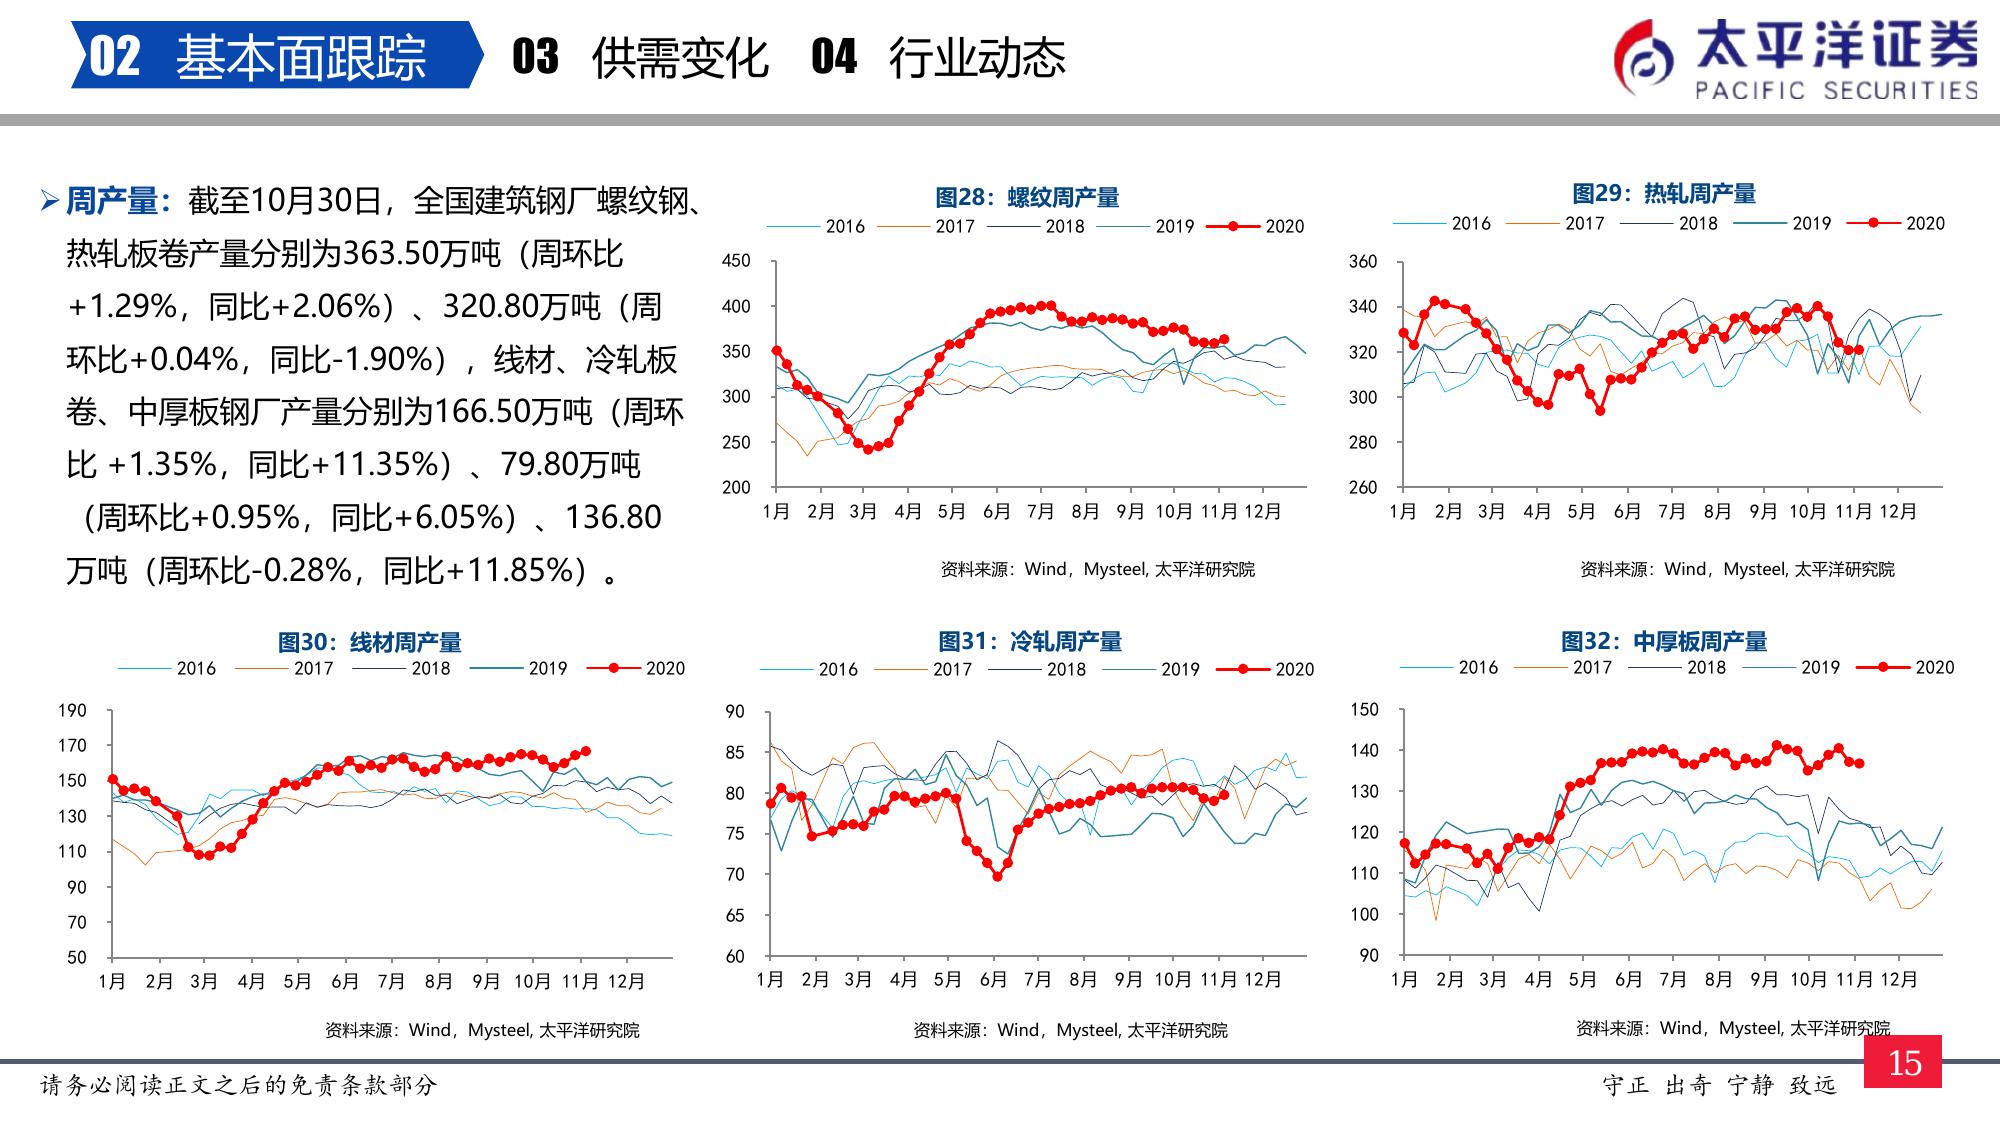 02 基本面跟踪 03 供需变化 04 行业动态
太平洋证券
PACIFIC SECURITIES
周产量：截至10月30日，全国建筑钢厂螺纹钢、
热轧板卷产量分别为363.50万吨（周环比
+1.29%，同比+2.06%）、320.80万吨（周
环比+0.04%，同比-1.90%），线材、冷轧板
卷、中厚板钢厂产量分别为166.50万吨（周环
比 +1.35%，同比+11.35%）、79.80万吨
（周环比+0.95%，同比+6.05%）、136.80
万吨（周环比-0.28%，同比+11.85%）。
图28：螺纹周产量
2016 2017 2018 2019 2020
450
400
350
300
250
200
1月 2月 3月 4月 5月 6月 7月 8月 9月 10月 11月 12月
资料来源：Wind，Mysteel, 太平洋研究院
图29：热轧周产量
2016 2017 2018 2019 2020
360
340
320
300
280
260
1月 2月 3月 4月 5月 6月 7月 8月 9月 10月 11月 12月
资料来源：Wind，Mysteel, 太平洋研究院
图30：线材周产量
2016 2017 2018 2019 2020
190
170
150
130
110
90
70
50
1月 2月 3月 4月 5月 6月 7月 8月 9月 10月 11月 12月
资料来源：Wind，Mysteel, 太平洋研究院
图31：冷轧周产量
2016 2017 2018 2019 2020
90
85
80
75
70
65
60
1月 2月 3月 4月 5月 6月 7月 8月 9月 10月 11月 12月
资料来源：Wind，Mysteel, 太平洋研究院
图32：中厚板周产量
2016 2017 2018 2019 2020
150
140
130
120
110
100
90
1月 2月 3月 4月 5月 6月 7月 8月 9月 10月 11月 12月
资料来源：Wind，Mysteel, 太平洋研究院
请务必阅读正文之后的免责条款部分
守正 出奇 宁静 致远
15